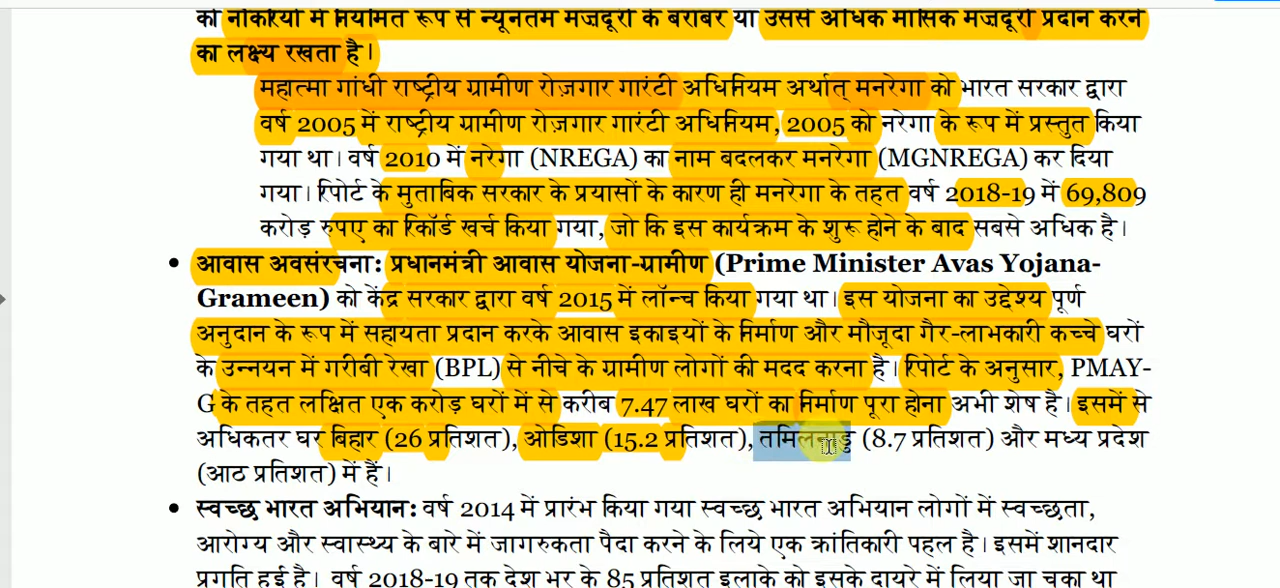 को नौकरियों में नियमित रूप से न्यूनतम मजदूरी के बराबर या उससे अधिक मासिक मजदूरी प्रदान करने
का लक्ष्य रखता है।
महात्मा गांधी राष्ट्रीय ग्रामीण रोज़गार गारंटी अधिनियम अर्थात् मनरेगा को भारत सरकार द्वारा
वर्ष 2005 में राष्ट्रीय ग्रामीण रोज़गार गारंटी अधिनियम, 2005 को नरेगा के रूप में प्रस्तुत किया
गया था। वर्ष 2010 में नरेगा (NREGA) का नाम बदलकर मनरेगा (MGNREGA) कर दिया
गया। रिपोर्ट के मुताबिक सरकार के प्रयासों के कारण ही मनरेगा के तहत वर्ष 2018-19 में 69,809
करोड़ रुपए का रिकॉर्ड खर्च किया गया, जो कि इस कार्यक्रम के शुरू होने के बाद सबसे अधिक है।
• आवास अवसंरचना: प्रधानमंत्री आवास योजना-ग्रामीण (Prime Minister Avas Yojana-
Grameen) को केंद्र सरकार द्वारा वर्ष 2015 में लॉन्च किया गया था। इस योजना का उद्देश्य पूर्ण
अनुदान के रूप में सहायता प्रदान करके आवास इकाइयों के निर्माण और मौजूदा गैर-लाभकारी कच्चे घरों
के उन्नयन में गरीबी रेखा (BPL) से नीचे के ग्रामीण लोगों की मदद करना है। रिपोर्ट के अनुसार, PMAY-
G के तहत लक्षित एक करोड़ घरों में से करीब 7.47 लाख घरों का निर्माण पूरा होना अभी शेष है। इसमें से
अधिकतर घर बिहार (26 प्रतिशत), ओडिशा (15.2 प्रतिशत), तमिलनाडु (8.7 प्रतिशत) और मध्य प्रदेश
(आठ प्रतिशत) में हैं।
• स्वच्छ भारत अभियान: वर्ष 2014 में प्रारंभ किया गया स्वच्छ भारत अभियान लोगों में स्वच्छता,
आरोग्य और स्वास्थ्य के बारे में जागरुकता पैदा करने के लिये एक क्रांतिकारी पहल है। इसमें शानदार
प्रगति हुई है। वर्ष 2018-19 तक देश भर के 85 प्रतिशत इलाके को इसके दायरे में लिया जा चुका था